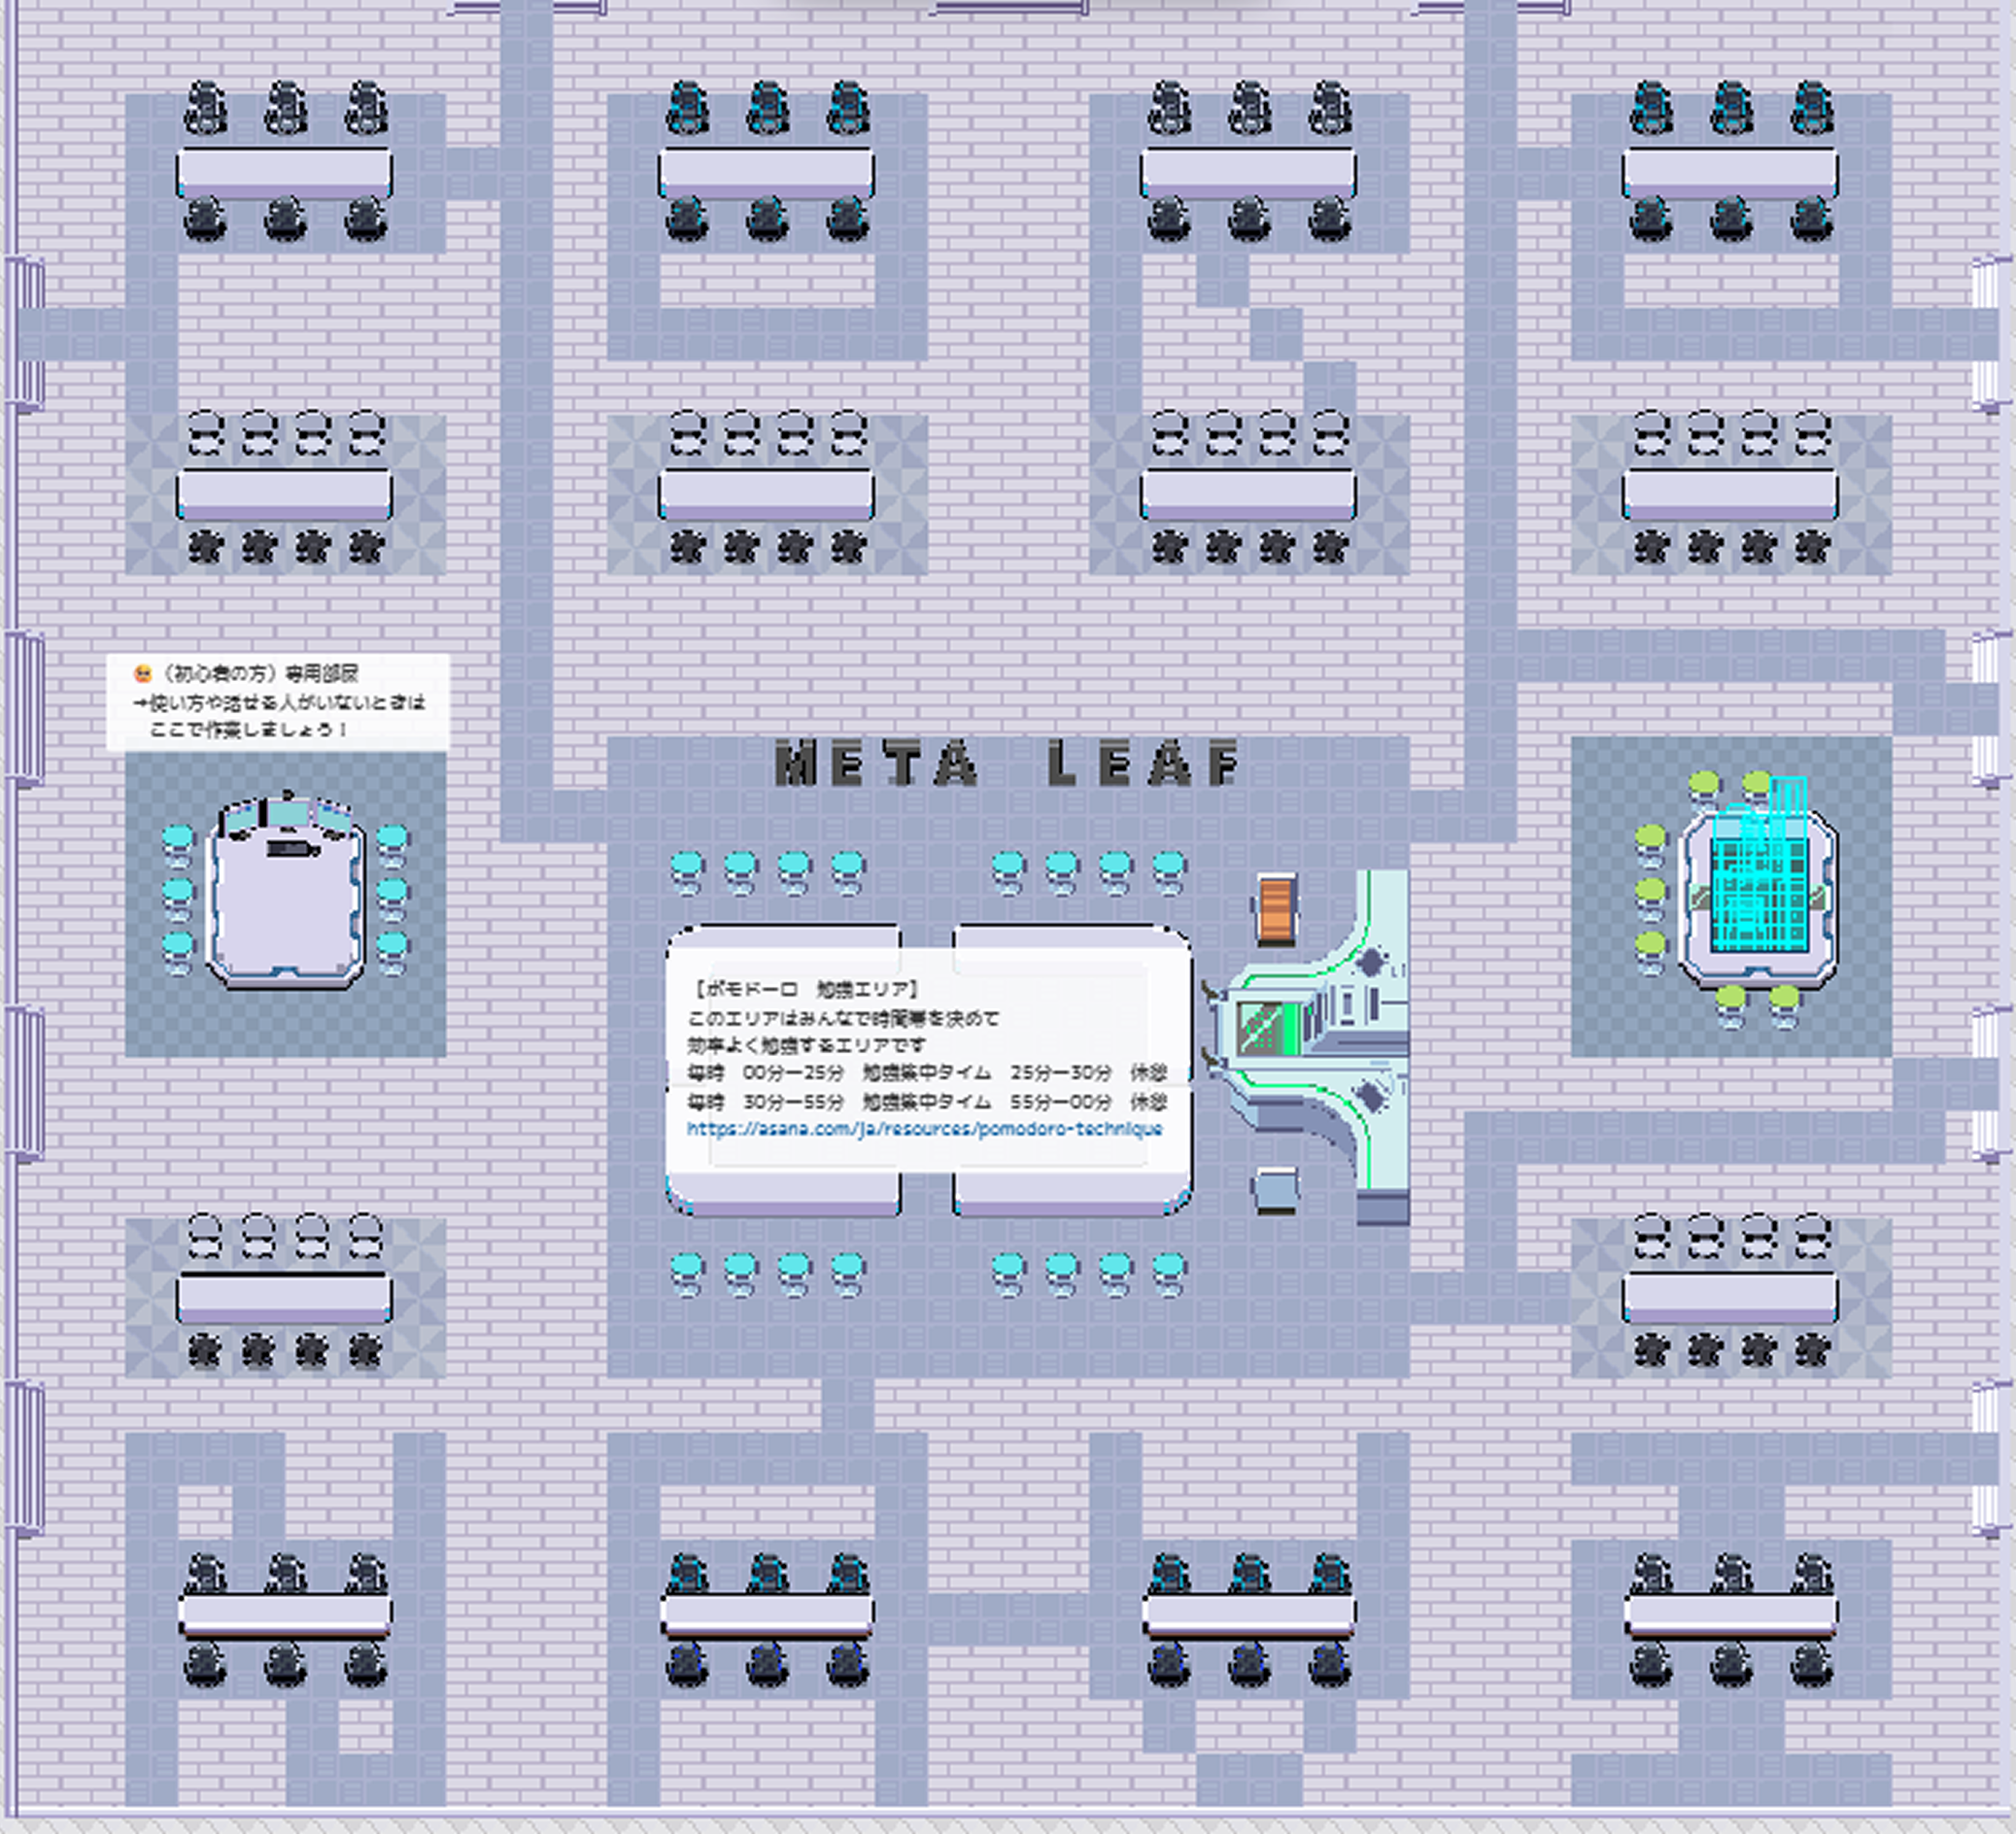 🥺（初心者の方）専用部屋
→使い方や話せる人がいないときは
ここで作業しましょう！
META LEAF
【ポモドーロ　勉強エリア】
このエリアはみんなで時間帯を決めて
効率よく勉強するエリアです
毎時　00分ー25分　勉強集中タイム　25分ー30分　休憩
毎時　30分ー55分　勉強集中タイム　55分ー00分　休憩
https://asana.com/ja/resources/pomodoro-technique